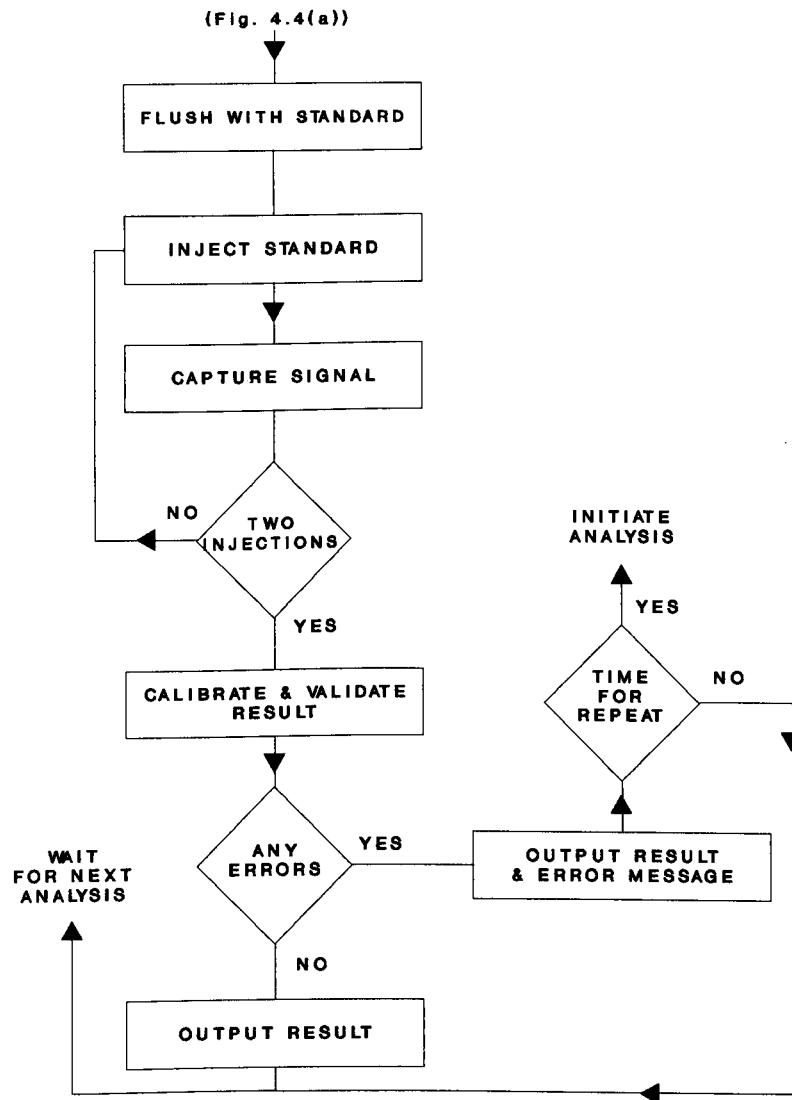 (Fig. 4.4(a))
FLUSH WITH STANDARD
INJECT STANDARD
CAPTURE SIGNAL
NO
TWO
INJECTIONS
YES
CALIBRATE & VALIDATE
RESULT
ANY
ERRORS
YES
OUTPUT RESULT
& ERROR MESSAGE
TIME
FOR
REPEAT
YES
INITIATE
ANALYSIS
NO
NO
OUTPUT RESULT
WAIT
FOR NEXT
ANALYSIS